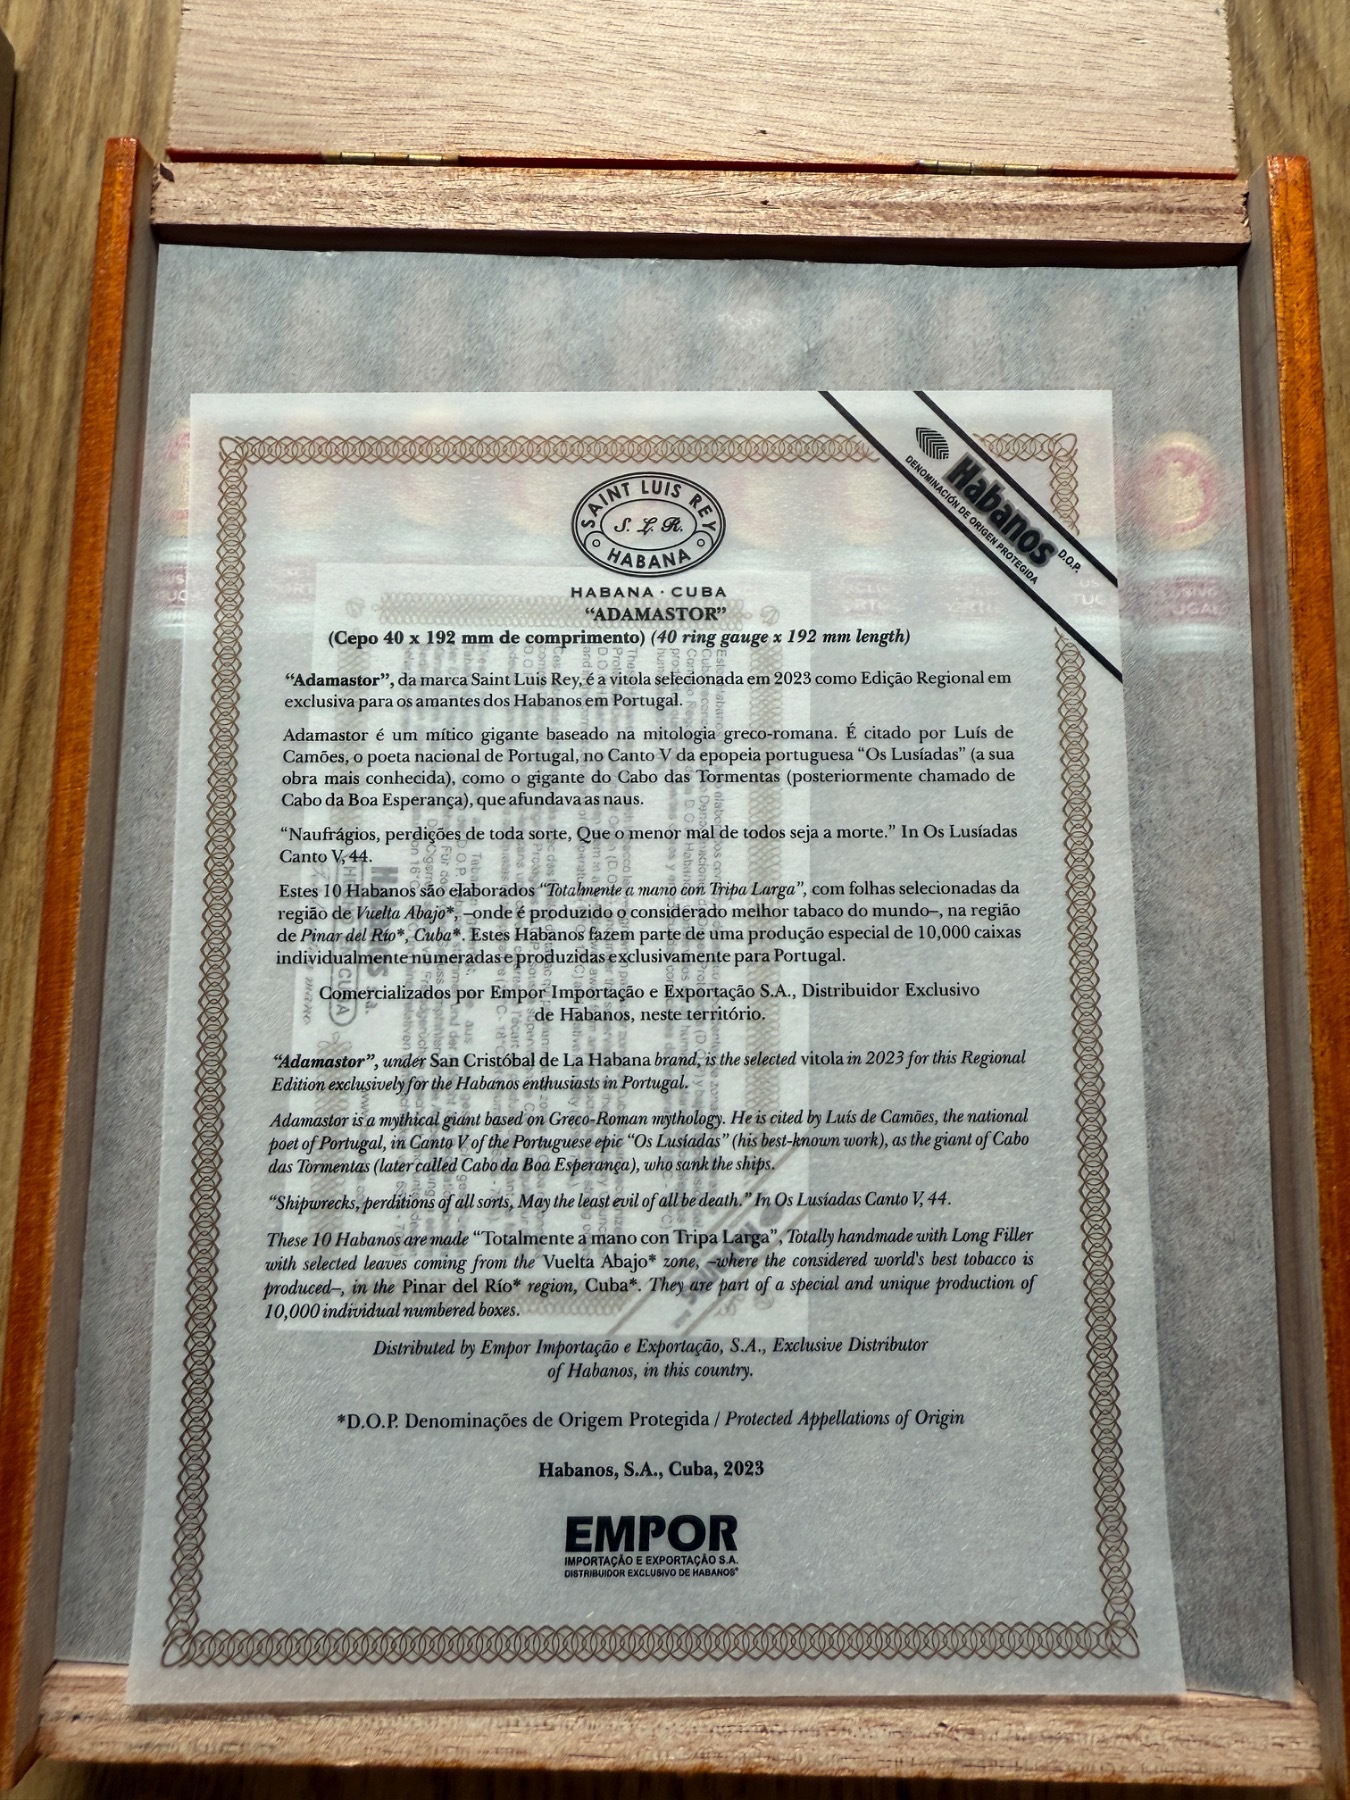 SAINT LUIS REY
S. L. R.
HABANA
HABANA · CUBA
Habanos D.O.P.
DENOMINACIÓN DE ORIGEN PROTEGIDA
“ADAMASTOR”
(Cepo 40 x 192 mm de comprimento) (40 ring gauge x 192 mm length)
“Adamastor”, da marca Saint Luis Rey, é a vitola selecionada em 2023 como Edição Regional em
exclusiva para os amantes dos Habanos em Portugal.
Adamastor é um mítico gigante baseado na mitologia greco-romana. É citado por Luís de
Camões, o poeta nacional de Portugal, no Canto V da epopeia portuguesa “Os Lusíadas” (a sua
obra mais conhecida), como o gigante do Cabo das Tormentas (posteriormente chamado de
Cabo da Boa Esperança), que afundava as naus.
“Naufrágios, perdições de toda sorte, Que o menor mal de todos seja a morte.” In Os Lusíadas
Canto V, 44.
Estes 10 Habanos são elaborados “Totalmente a mano con Tripa Larga”, com folhas selecionadas da
região de Vuelta Abajo*, –onde é produzido o considerado melhor tabaco do mundo–, na região
de Pinar del Río*, Cuba*. Estes Habanos fazem parte de uma produção especial de 10,000 caixas
individualmente numeradas e produzidas exclusivamente para Portugal.
Comercializados por Empor Importação e Exportação S.A., Distribuidor Exclusivo
de Habanos, neste território.
“Adamastor”, under San Cristóbal de La Habana brand, is the selected vitola in 2023 for this Regional
Edition exclusively for the Habanos enthusiasts in Portugal.
Adamastor is a mythical giant based on Greco-Roman mythology. He is cited by Luís de Camões, the national
poet of Portugal, in Canto V of the Portuguese epic “Os Lusíadas” (his best-known work), as the giant of Cabo
das Tormentas (later called Cabo da Boa Esperança), who sank the ships.
“Shipwrecks, perditions of all sorts, May the least evil of all be death.” In Os Lusíadas Canto V, 44.
These 10 Habanos are made “Totalmente a mano con Tripa Larga”, Totally handmade with Long Filler
with selected leaves coming from the Vuelta Abajo* zone, –where the considered world's best tobacco is
produced–, in the Pinar del Río* region, Cuba*. They are part of a special and unique production of
10,000 individual numbered boxes.
Distributed by Empor Importação e Exportação, S.A., Exclusive Distributor
of Habanos, in this country.
*D.O.P. Denominações de Origem Protegida / Protected Appellations of Origin
Habanos, S.A., Cuba, 2023
EMPOR
IMPORTAÇÃO E EXPORTAÇÃO S.A.
DISTRIBUIDOR EXCLUSIVO DE HABANOS*